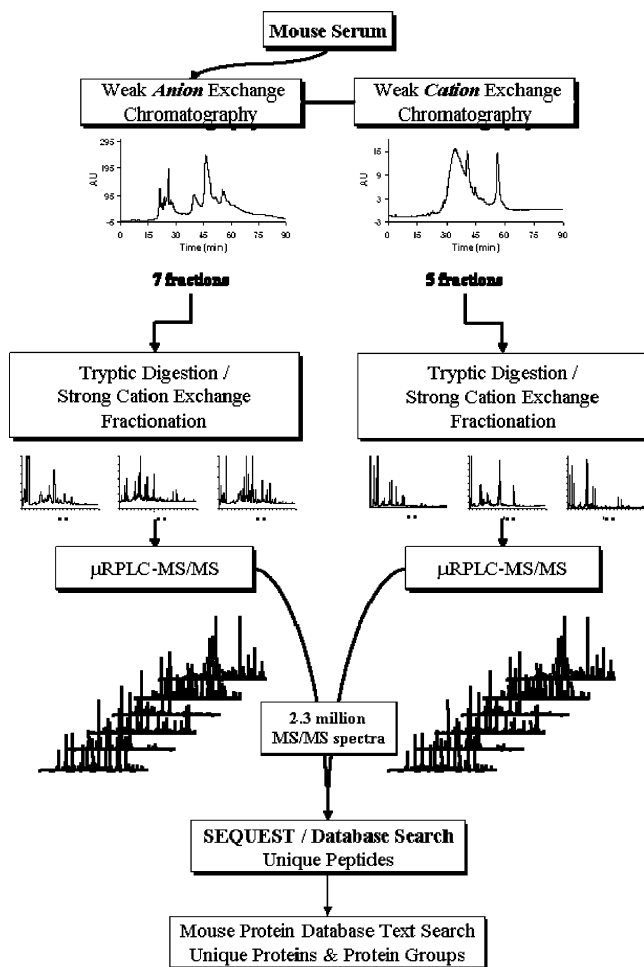 Mouse Serum
Weak Anion Exchange
Chromatography
Weak Cation Exchange
Chromatography
295
195
95
-5
AU
0 15 30 45 60 75 90
Time (min)
15
9
3
-3
AU
0 15 30 45 60 75 90
Time (min)
7 fractions
5 fractions
Tryptic Digestion /
Strong Cation Exchange
Fractionation
Tryptic Digestion /
Strong Cation Exchange
Fractionation
μRPLC-MS/MS
μRPLC-MS/MS
2.3 million
MS/MS spectra
SEQUEST / Database Search
Unique Peptides
Mouse Protein Database Text Search
Unique Proteins & Protein Groups